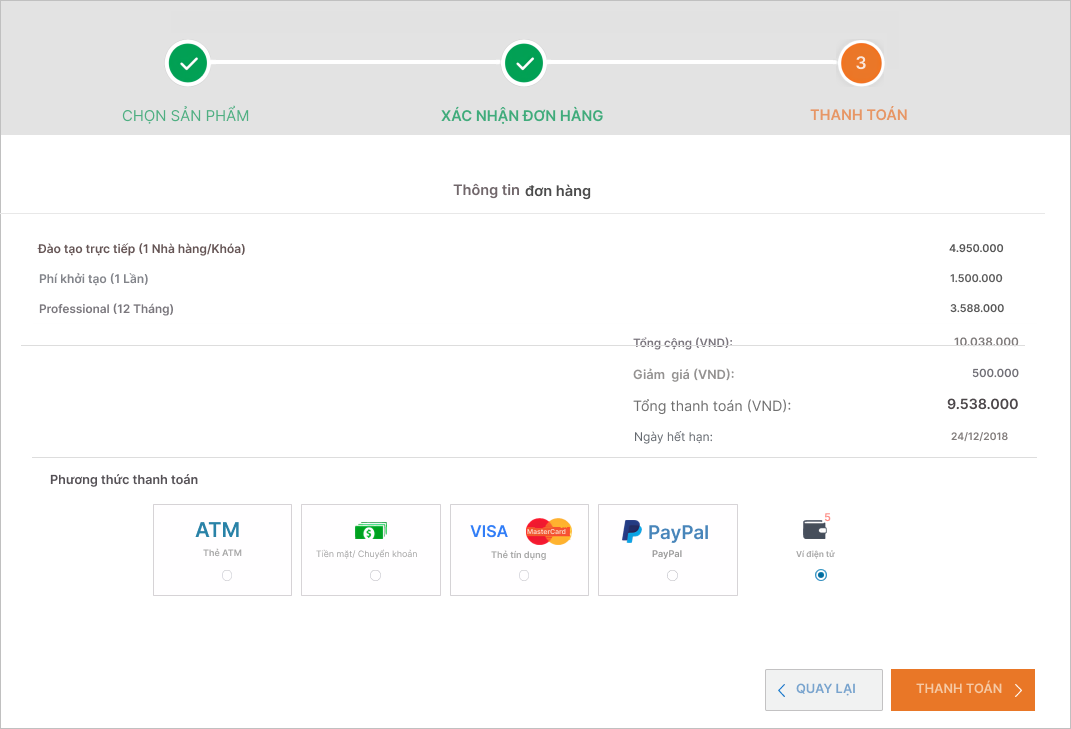 3
CHỌN SẢN PHẨM XÁC NHẬN ĐƠN HÀNG THANH TOÁN
Thông tin đơn hàng
Đào tạo trực tiếp (1 Nhà hàng/Khóa) 4.950.000
Phí khởi tạo (1 Lần) 1.500.000
Professional (12 Tháng) 3.588.000
Tổng cộng (VND): 10.038.000
Giảm giá (VND): 500.000
Tổng thanh toán (VND): 9.538.000
Ngày hết hạn: 24/12/2018
Phương thức thanh toán
ATM $ VISA MasterCard PayPal 5
Thẻ ATM Tiền mặt/ Chuyển khoản Thẻ tín dụng PayPal Ví điện tử
QUAY LẠI THANH TOÁN